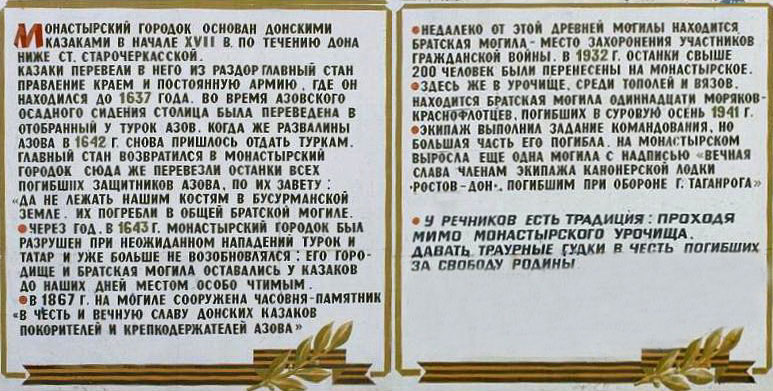 Монастырский городок основан донскими
казаками в начале XVII в. по течению Дона
ниже ст. Старочеркасской.
Казаки перевели в него из Раздор главный стан
правление краем и постоянную армию, где он
находился до 1637 года. Во время Азовского
осадного сидения столица была переведена в
отобранный у турок Азов. Когда же развалины
Азова в 1642 г. снова пришлось отдать туркам.
Главный стан возвратился в Монастырский
городок сюда же перевезли останки всех
погибших защитников Азова, по их завету:
«Да не лежать нашим костям в бусурманской
земле. Их погребли в общей братской могиле.
• Через год, в 1643 г. Монастырский городок был
разрушен при неожиданном нападений турок и
татар и уже больше не возобновлялся: его горо-
дище и братская могила оставались у казаков
до наших дней местом особо чтимым.
• В 1867 г. на могиле сооружена часовня-памятник
«В честь и вечную славу донских казаков
покорителей и крепкодержателей Азова»
• Недалеко от этой древней могилы находится
братская могила - место захоронения участников
гражданской войны. В 1932 г. останки свыше
200 человек были перенесены на Монастырское.
• Здесь же в урочище, среди тополей и вязов.
находится братская могила одиннадцати моряков-
краснофлотцев, погибших в суровую осень 1941 г.
• Экипаж выполнил задание командования, но
большая часть его погибла. На Монастырском
выросла еще одна могила с надписью «Вечная
слава членам экипажа канонерской лодки
"Ростов-Дон", погибшим при обороне г. Таганрога»
• У речников есть традиция: проходя
мимо Монастырского урочища,
давать траурные гудки в честь погибших
за свободу Родины